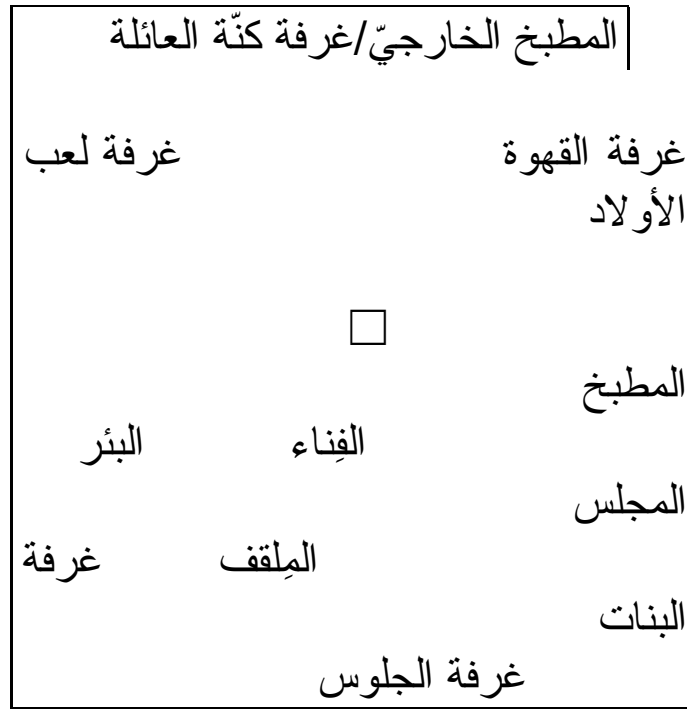 المطبخ الخارجيّ/غرفة كنّة العائلة
غرفة القهوة غرفة لعب
الأولاد
المطبخ
الفِناء البئر
المجلس
المِلقف غرفة
البنات
غرفة الجلوس